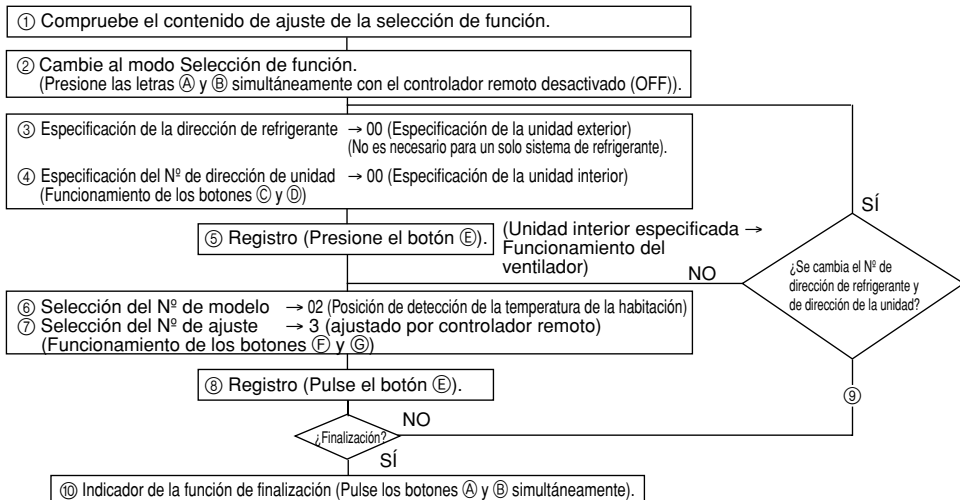 ① Compruebe el contenido de ajuste de la selección de función.
② Cambie al modo Selección de función.
(Presione las letras Ⓐ y Ⓑ simultáneamente con el controlador remoto desactivado (OFF)).
③ Especificación de la dirección de refrigerante → 00 (Especificación de la unidad exterior)
(No es necesario para un solo sistema de refrigerante).
④ Especificación del Nº de dirección de unidad → 00 (Especificación de la unidad interior)
(Funcionamiento de los botones Ⓒ y Ⓓ)
SÍ
⑤ Registro (Presione el botón Ⓔ).
(Unidad interior especificada →
Funcionamiento del
ventilador)
NO
¿Se cambia el Nº de
dirección de refrigerante y
de dirección de la unidad?
⑥ Selección del Nº de modelo → 02 (Posición de detección de la temperatura de la habitación)
⑦ Selección del Nº de ajuste → 3 (ajustado por controlador remoto)
(Funcionamiento de los botones Ⓕ y Ⓖ)
⑧ Registro (Pulse el botón Ⓔ).
⑨
NO
¿Finalización?
SÍ
⑩ Indicador de la función de finalización (Pulse los botones Ⓐ y Ⓑ simultáneamente).